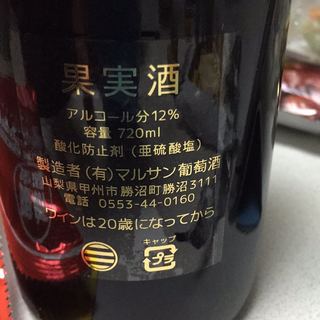 果実酒
アルコール分12%
容量 720ml
酸化防止剤（亜硫酸塩）
製造者（有）マルサン葡萄酒
山梨県甲州市勝沼町勝沼3111
電話 0553-44-0160
ワインは20歳になってから
キャップ
プラ